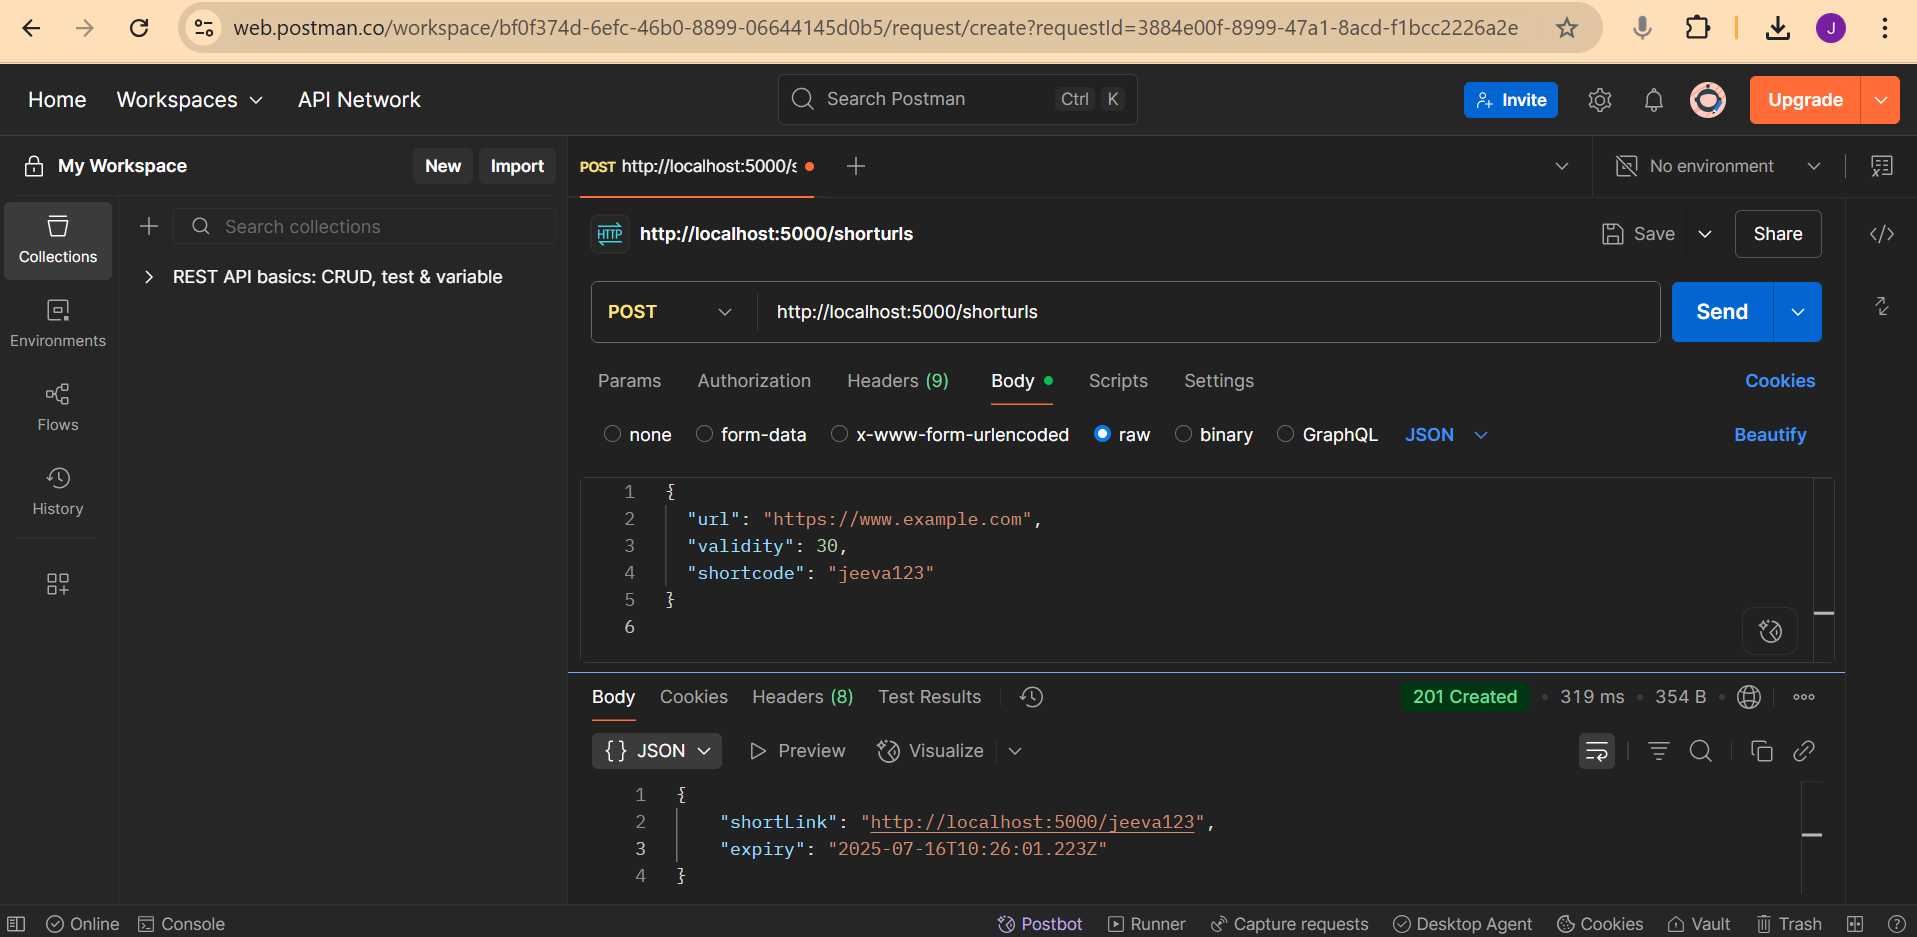 web.postman.co/workspace/bf0f374d-6efc-46b0-8899-06644145d0b5/request/create?requestId=3884e00f-8999-47a1-8acd-f1bcc2226a2e J
Home Workspaces API Network Search Postman Ctrl K Invite Upgrade
My Workspace New Import POST http://localhost:5000/s No environment
Collections
Search collections
REST API basics: CRUD, test & variable
Environments
Flows
History
HTTP http://localhost:5000/shorturls Save Share
POST http://localhost:5000/shorturls Send
Params Authorization Headers (9) Body Scripts Settings Cookies
none form-data x-www-form-urlencoded raw binary GraphQL JSON Beautify
1 {
2 "url": "https://www.example.com",
3 "validity": 30,
4 "shortcode": "jeeva123"
5 }
6
Body Cookies Headers (8) Test Results 201 Created • 319 ms • 354 B •
{} JSON Preview Visualize
1 {
2 "shortLink": "http://localhost:5000/jeeva123",
3 "expiry": "2025-07-16T10:26:01.223Z"
4 }
Online Console Postbot Runner Capture requests Desktop Agent Cookies Vault Trash